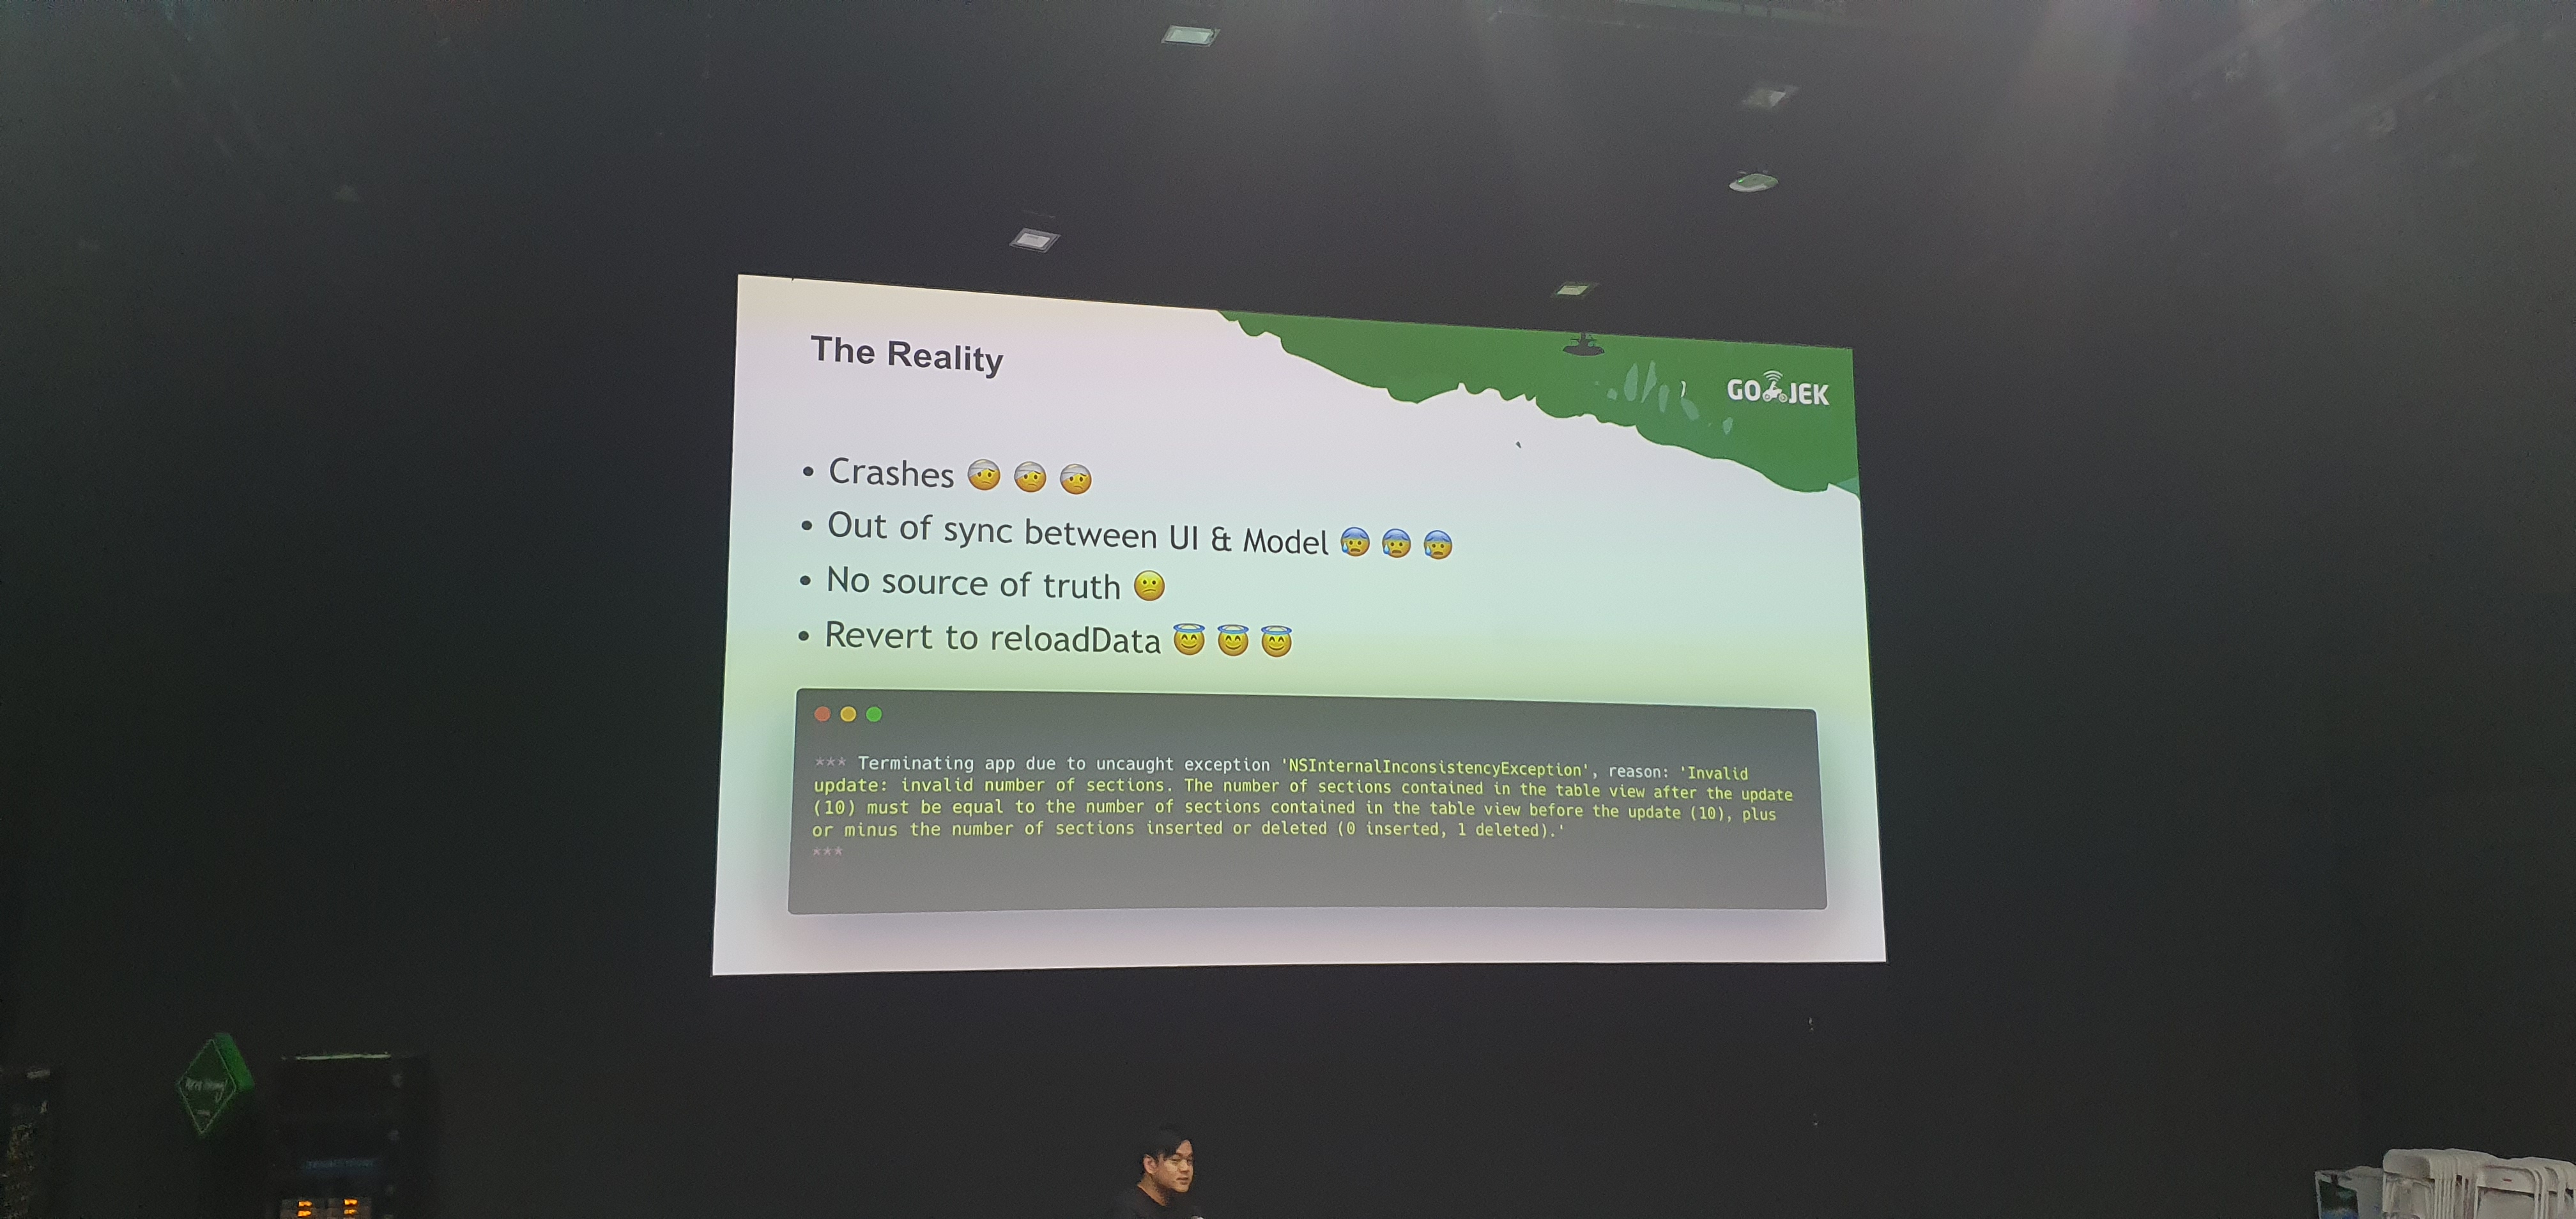 The Reality
GO JEK
• Crashes 🤕 🤕 🤕
• Out of sync between UI & Model 😰 😰 😰
• No source of truth 😕
• Revert to reloadData 😇 😇 😇
*** Terminating app due to uncaught exception 'NSInternalInconsistencyException', reason: 'Invalid
update: invalid number of sections. The number of sections contained in the table view after the update
(10) must be equal to the number of sections contained in the table view before the update (10), plus
or minus the number of sections inserted or deleted (0 inserted, 1 deleted).'
***